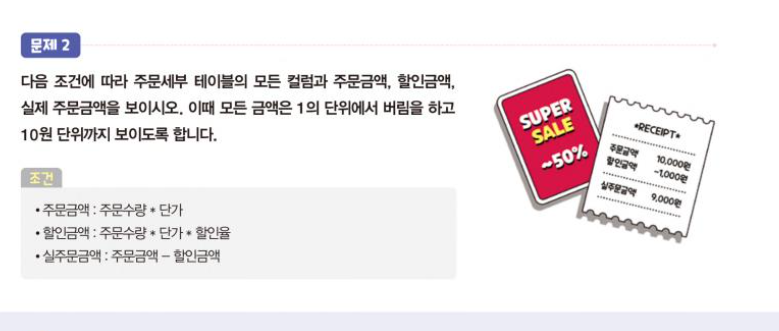 문제 2
다음 조건에 따라 주문세부 테이블의 모든 컬럼과 주문금액, 할인금액,
실제 주문금액을 보이시오. 이때 모든 금액은 1의 단위에서 버림을 하고
10원 단위까지 보이도록 합니다.
조건
• 주문금액 : 주문수량 * 단가
• 할인금액 : 주문수량 * 단가 * 할인율
• 실주문금액 : 주문금액 - 할인금액
SUPER
SALE
~50%
*RECEIPT*
주문금액 10,000원
할인금액 -1,000원
실주문금액 9,000원